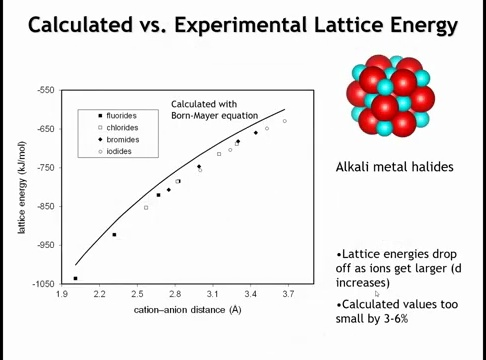 Calculated vs. Experimental Lattice Energy
-550
-650
-750
-850
-950
-1050
lattice energy (kJ/mol)
fluorides
chlorides
bromides
iodides
Calculated with
Born-Mayer equation
1.9
2.2
2.5
2.8
3.1
3.4
3.7
cation–anion distance (Å)
Alkali metal halides
•Lattice energies drop
off as ions get larger (d
increases)
•Calculated values too
small by 3-6%